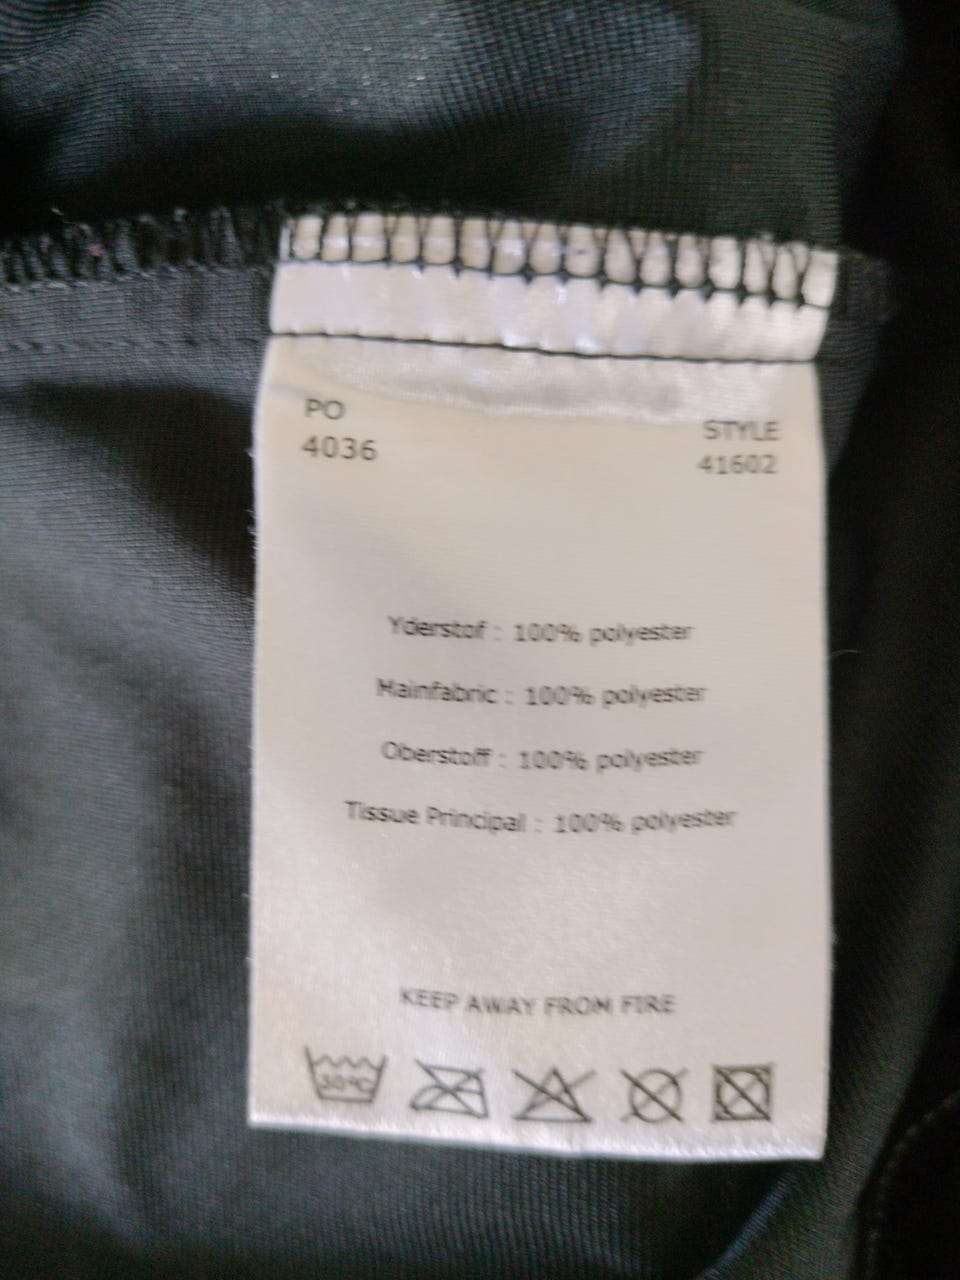 PO
4036
STYLE
41602
Yderstof : 100% polyester
Mainfabric : 100% polyester
Oberstoff : 100% polyester
Tissue Principal : 100% polyester
KEEP AWAY FROM FIRE
30°C